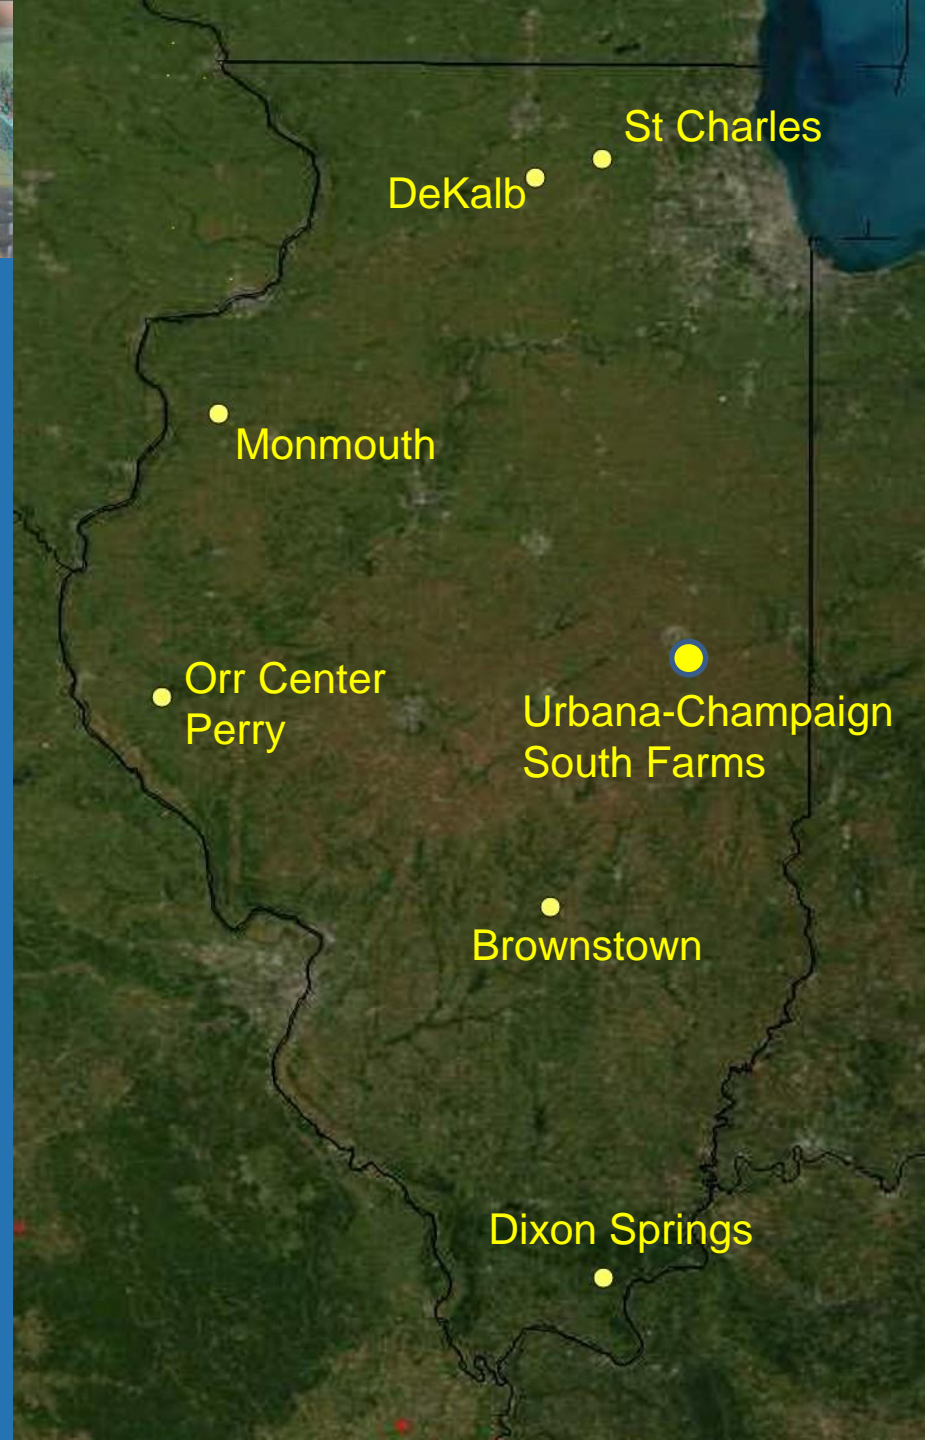 St Charles
DeKalb
Monmouth
Orr Center
Perry
Urbana-Champaign
South Farms
Brownstown
Dixon Springs